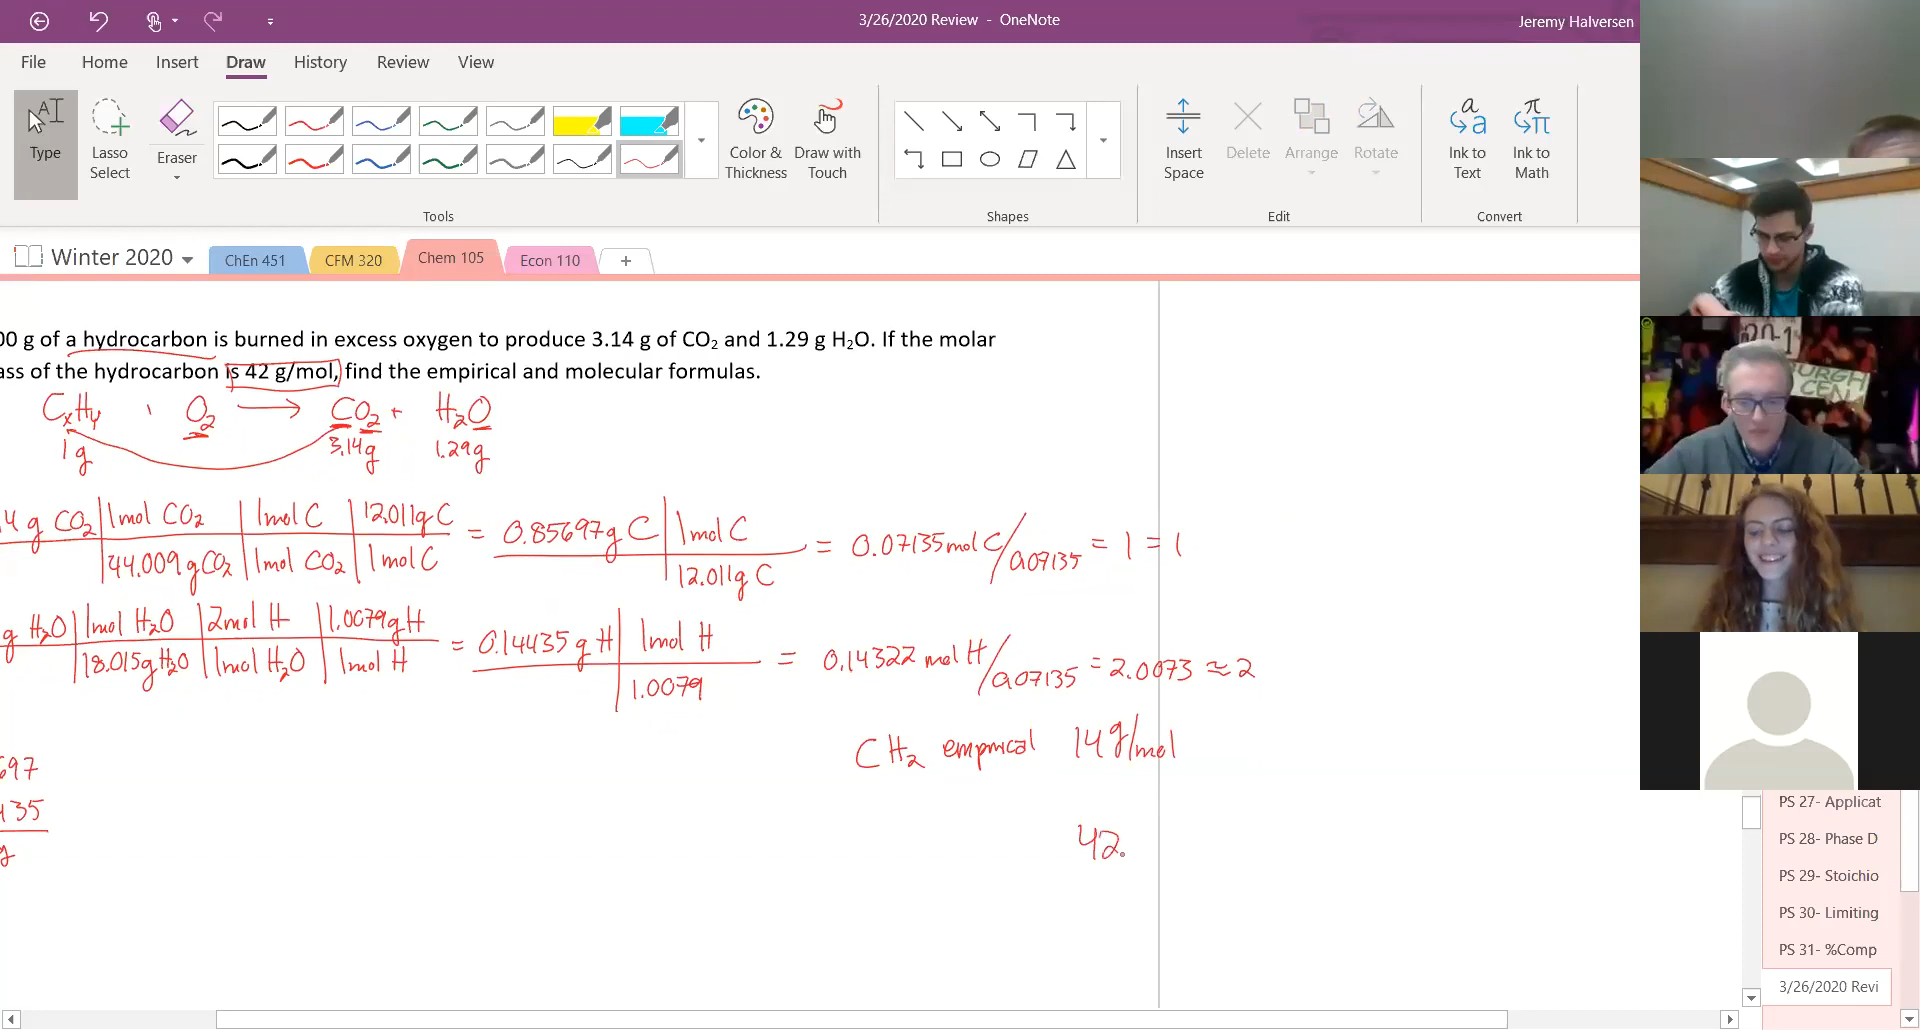 3/26/2020 Review - OneNote
Jeremy Halversen
File Home Insert Draw History Review View
Type
Lasso Select
Eraser
Color & Thickness
Draw with Touch
Insert Space
Delete
Arrange
Rotate
Ink to Text
Ink to Math
Tools
Shapes
Edit
Convert
Winter 2020
ChEn 451
CFM 320
Chem 105
Econ 110
+
00 g of a hydrocarbon is burned in excess oxygen to produce 3.14 g of CO₂ and 1.29 g H₂O. If the molar
ass of the hydrocarbon is 42 g/mol, find the empirical and molecular formulas.
CxHy + O₂ → CO₂ + H₂O
1g 3.14g 1.29g
14 g CO₂ | 1mol CO₂ | 1mol C | 12.011g C = 0.85697g C | 1mol C = 0.07135 mol C / 0.07135 = 1 = 1
44.009 g CO₂ | 1mol CO₂ | 1mol C 12.011g C
g H₂O | 1mol H₂O | 2mol H | 1.0079g H = 0.14435 g H | 1mol H = 0.14322 mol H / 0.07135 = 2.0073 ≈ 2
18.015g H₂O | 1mol H₂O | 1mol H 1.0079
CH₂ empirical 14 g/mol
697
435
g
42.
20-1
BURGH
CEN
PS 27- Applicat
PS 28- Phase D
PS 29- Stoichio
PS 30- Limiting
PS 31- %Comp
3/26/2020 Revi